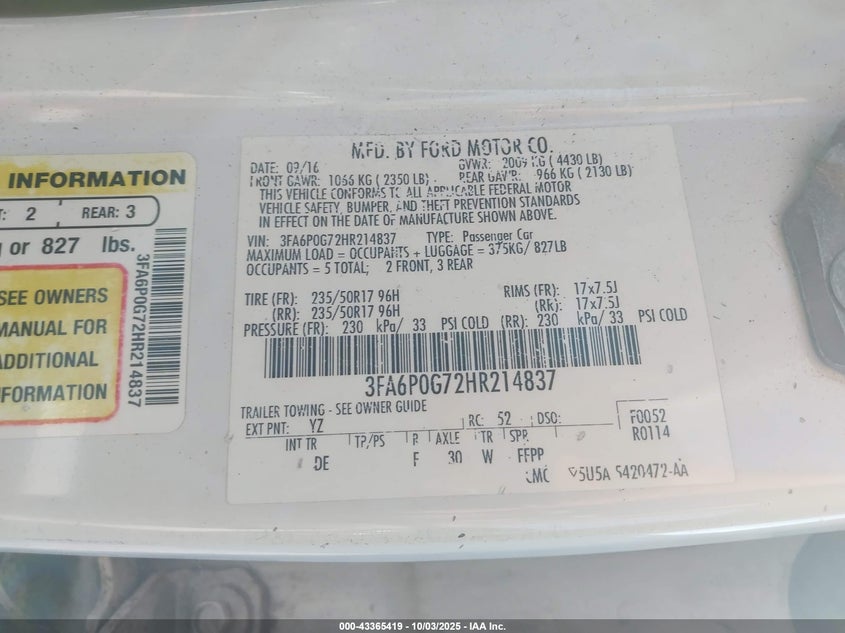 INFORMATION
T: 2 REAR: 3
g or 827 lbs.
SEE OWNERS
MANUAL FOR
ADDITIONAL
INFORMATION
3FA6P0G72HR214837
MFD. BY FORD MOTOR CO.
DATE: 09/16 GVWR: 2009 KG ( 4430 LB)
FRONT GAWR: 1066 KG ( 2350 LB). REAR GAWR: 966 KG ( 2130 LB)
THIS VEHICLE CONFORMS TO ALL APPLICABLE FEDERAL MOTOR
VEHICLE SAFETY, BUMPER, AND THEFT PREVENTION STANDARDS
IN EFFECT ON THE DATE OF MANUFACTURE SHOWN ABOVE.
VIN: 3FA6P0G72HR214837 TYPE: Passenger Car
MAXIMUM LOAD = OCCUPANTS + LUGGAGE = 375KG/ 827LB
OCCUPANTS = 5 TOTAL; 2 FRONT, 3 REAR
TIRE (FR): 235/50R17 96H RIMS (FR): 17x7.5J
(RR): 235/50R17 96H (RR): 17x7.5J
PRESSURE (FR): 230 kPa/ 33 PSI COLD (RR): 230 kPa/ 33 PSI COLD
3FA6P0G72HR214837
TRAILER TOWING - SEE OWNER GUIDE
EXT PNT: YZ RC: 52 DSO: F0052
INT TR TP/PS R AXLE TR SPR R0114
DE F 30 W FFPP
5U5A 5420472-AA
000-43365419 | 10/03/2025 - IAA Inc.